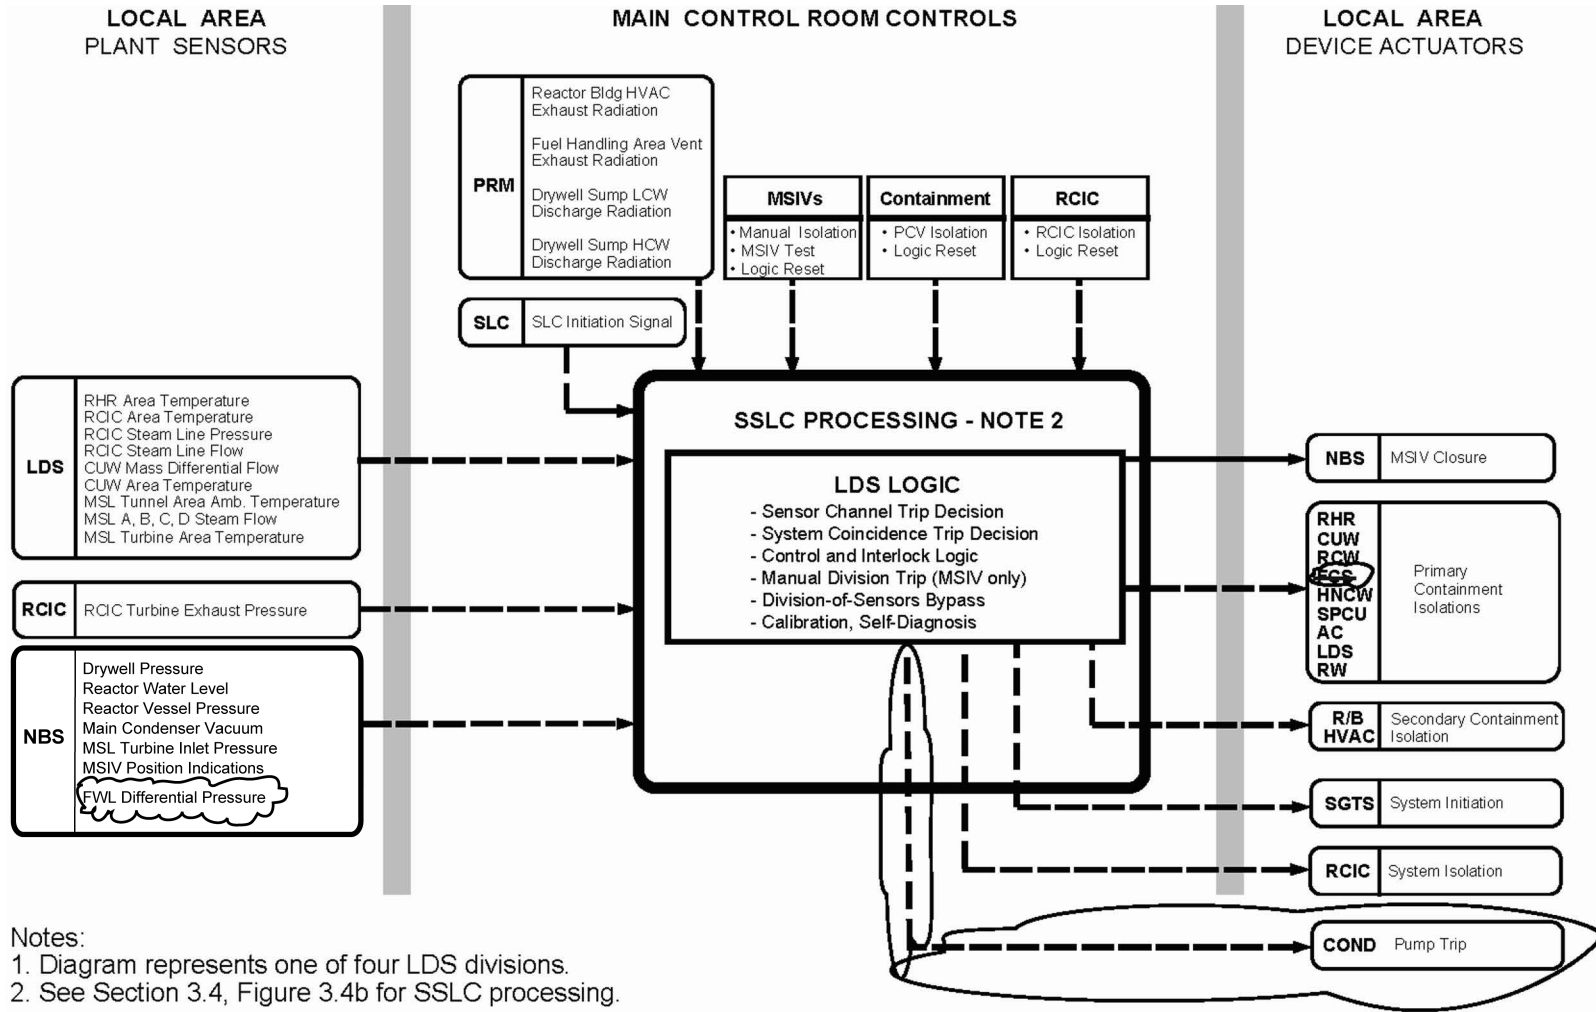 LOCAL AREA
PLANT SENSORS
MAIN CONTROL ROOM CONTROLS
LOCAL AREA
DEVICE ACTUATORS
PRM
Reactor Bldg HVAC
Exhaust Radiation
Fuel Handling Area Vent
Exhaust Radiation
Drywell Sump LCW
Discharge Radiation
Drywell Sump HCW
Discharge Radiation
MSIVs
• Manual Isolation
• MSIV Test
• Logic Reset
Containment
• PCV Isolation
• Logic Reset
RCIC
• RCIC Isolation
• Logic Reset
SLC
SLC Initiation Signal
LDS
RHR Area Temperature
RCIC Area Temperature
RCIC Steam Line Pressure
RCIC Steam Line Flow
CUW Mass Differential Flow
CUW Area Temperature
MSL Tunnel Area Amb. Temperature
MSL A, B, C, D Steam Flow
MSL Turbine Area Temperature
RCIC
RCIC Turbine Exhaust Pressure
NBS
Drywell Pressure
Reactor Water Level
Reactor Vessel Pressure
Main Condenser Vacuum
MSL Turbine Inlet Pressure
MSIV Position Indications
FWL Differential Pressure
SSLC PROCESSING - NOTE 2
LDS LOGIC
- Sensor Channel Trip Decision
- System Coincidence Trip Decision
- Control and Interlock Logic
- Manual Division Trip (MSIV only)
- Division-of-Sensors Bypass
- Calibration, Self-Diagnosis
NBS
MSIV Closure
RHR
CUW
RCW
FCS
HNCW
SPCU
AC
LDS
RW
Primary
Containment
Isolations
R/B
HVAC
Secondary Containment
Isolation
SGTS
System Initiation
RCIC
System Isolation
COND
Pump Trip
Notes:
1. Diagram represents one of four LDS divisions.
2. See Section 3.4, Figure 3.4b for SSLC processing.